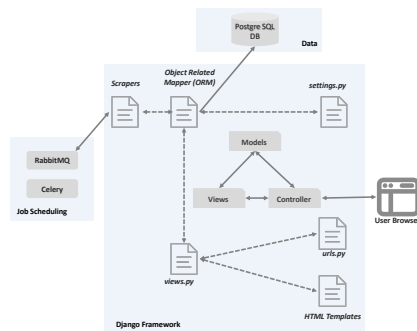 Postgre SQL
DB
Data
Scrapers
Object Related
Mapper (ORM)
settings.py
RabbitMQ
Celery
Job Scheduling
Models
Views
Controller
User Browse
urls.py
views.py
HTML Templates
Django Framework